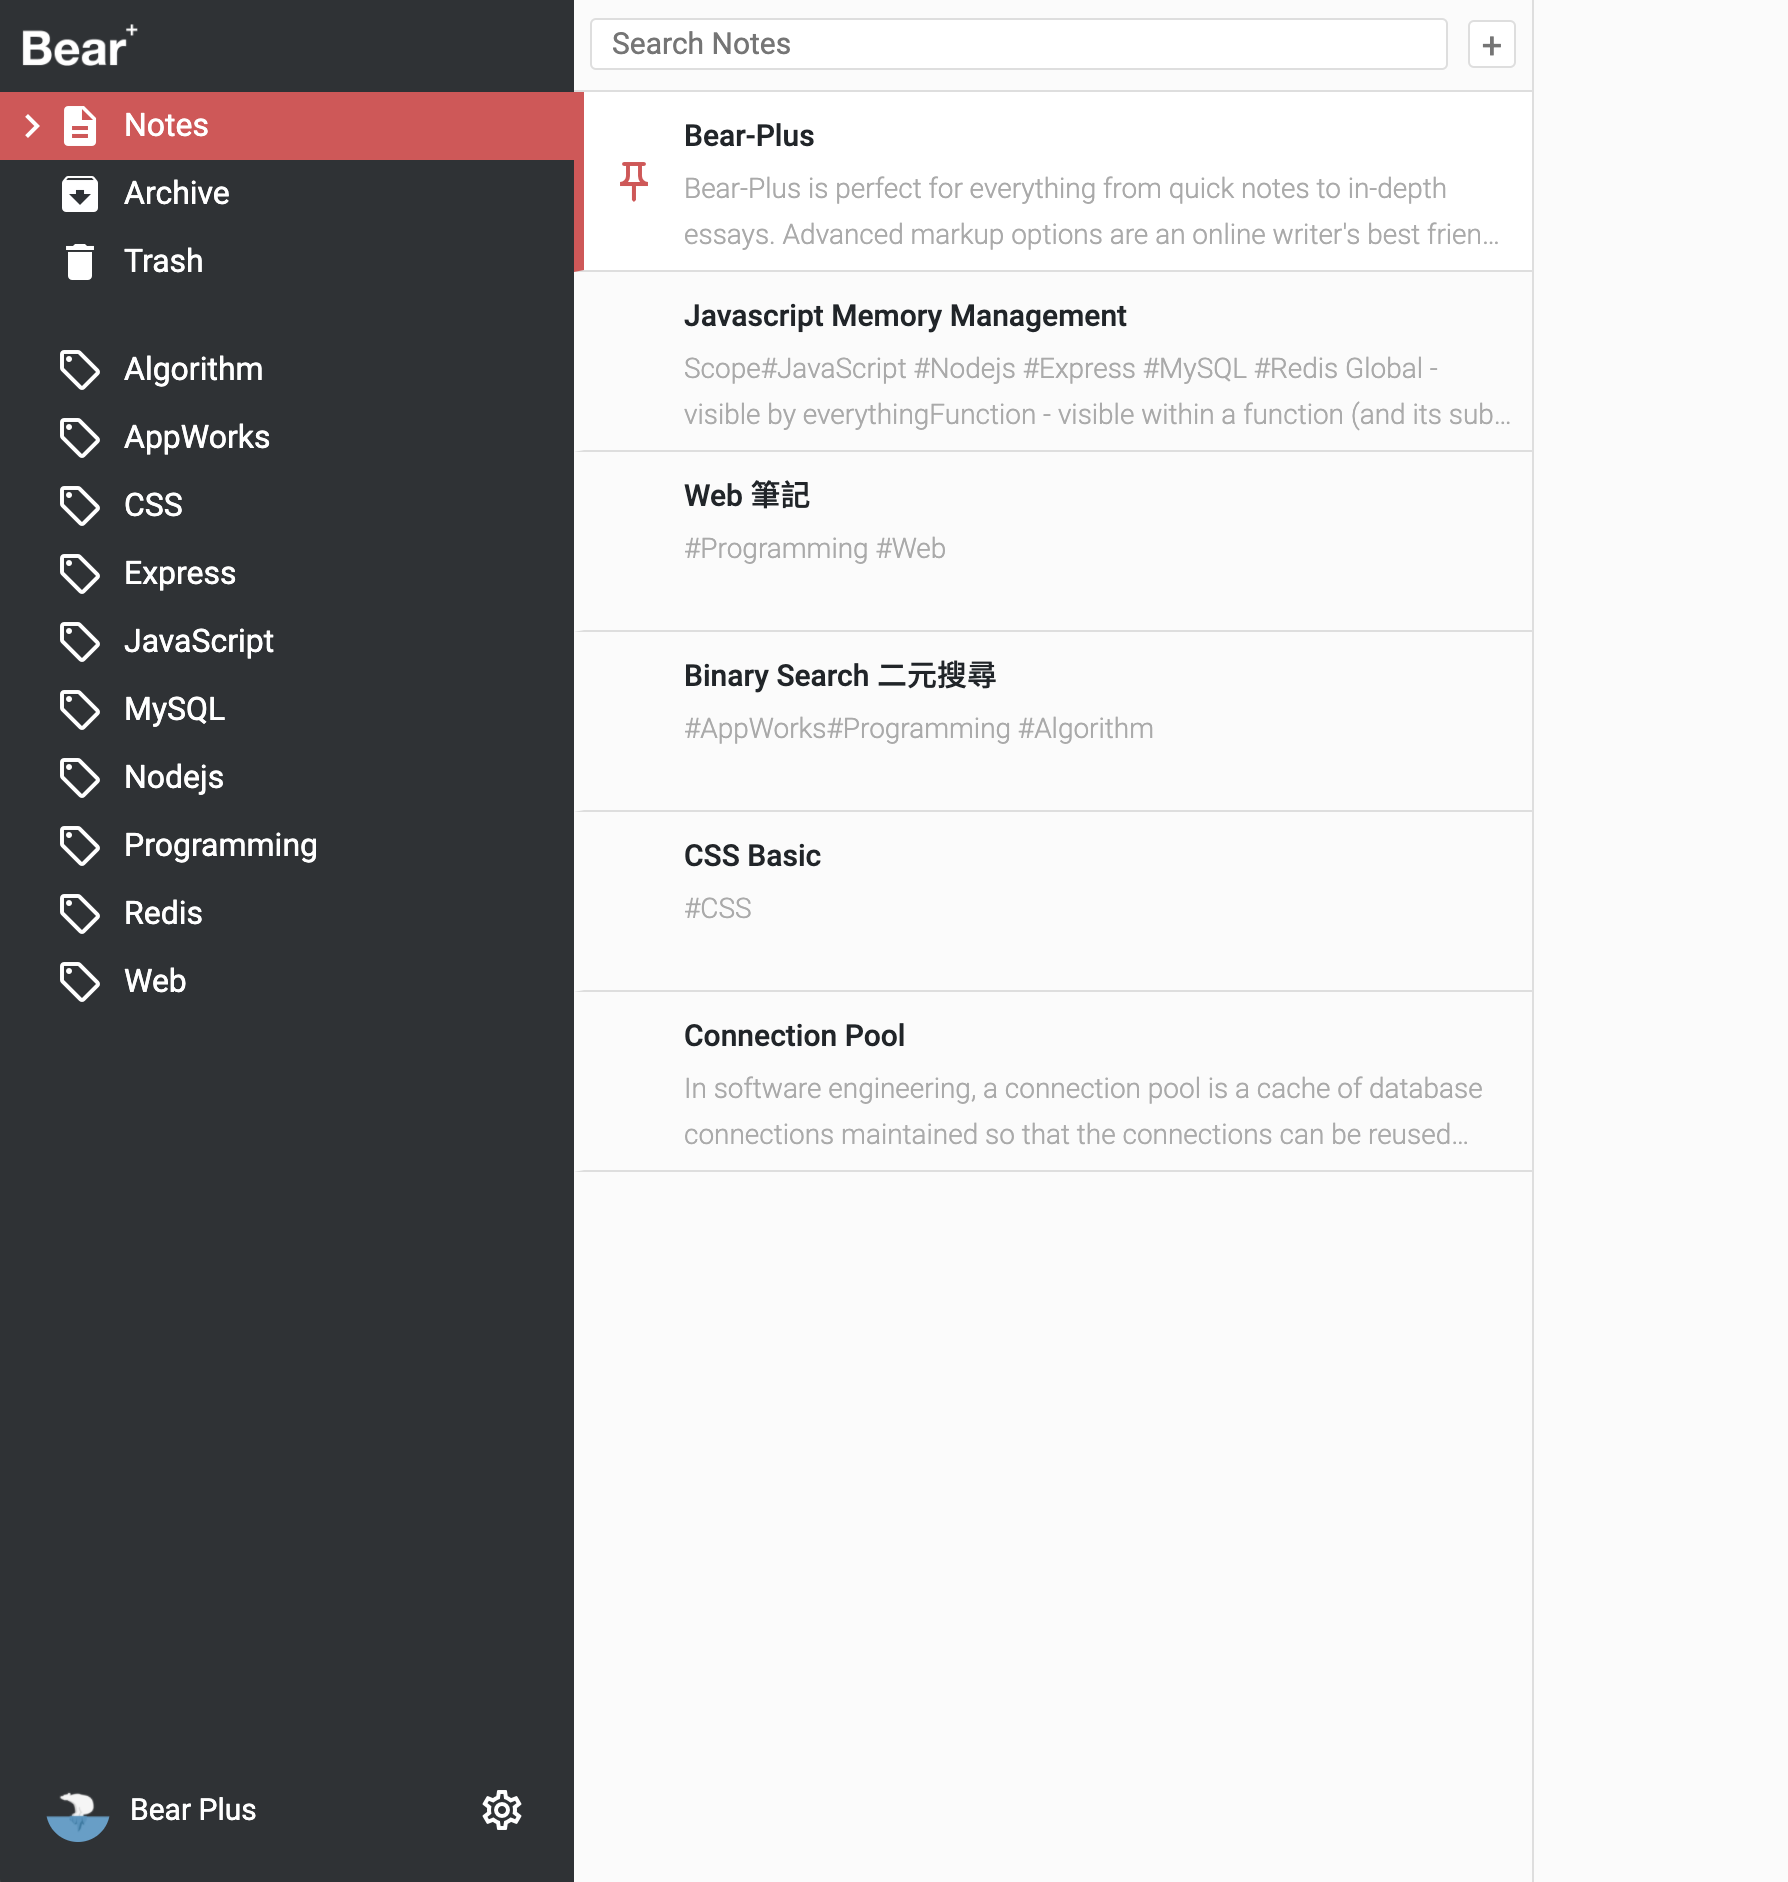 Bear+
Notes
Archive
Trash
Algorithm
AppWorks
CSS
Express
JavaScript
MySQL
Nodejs
Programming
Redis
Web
Bear Plus
Search Notes
+
Bear-Plus
Bear-Plus is perfect for everything from quick notes to in-depth
essays. Advanced markup options are an online writer's best frien...
Javascript Memory Management
Scope#JavaScript #Nodejs #Express #MySQL #Redis Global -
visible by everythingFunction - visible within a function (and its sub...
Web 筆記
#Programming #Web
Binary Search 二元搜尋
#AppWorks#Programming #Algorithm
CSS Basic
#CSS
Connection Pool
In software engineering, a connection pool is a cache of database
connections maintained so that the connections can be reused...